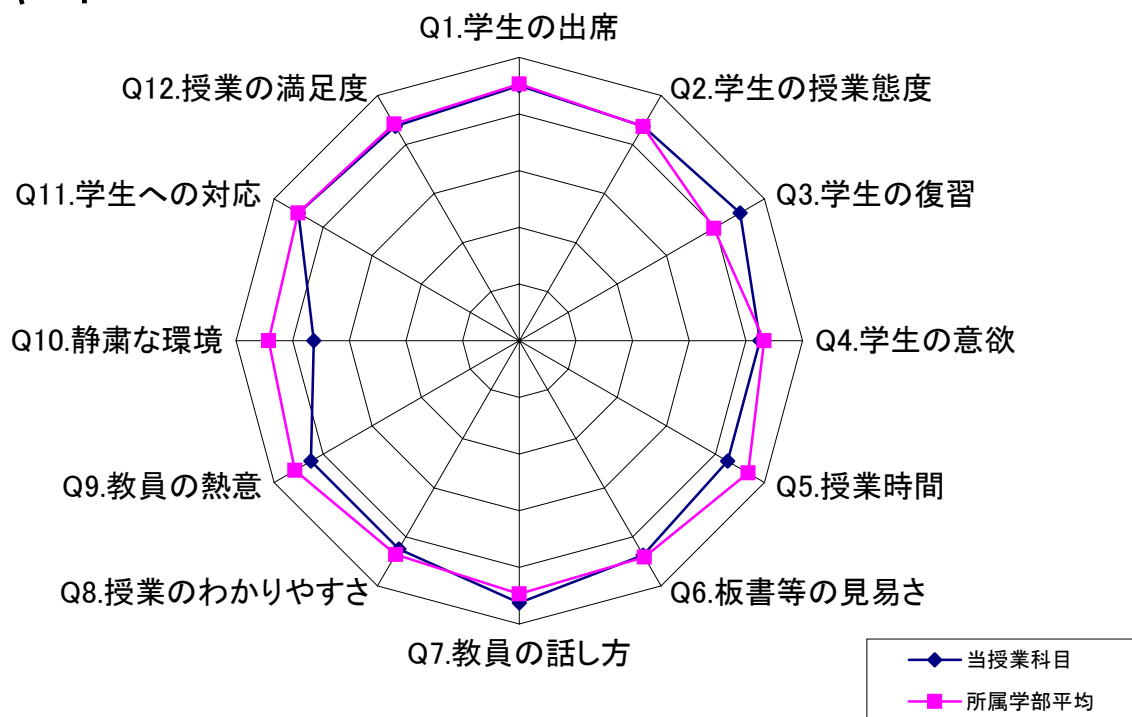 Q1.学生の出席
Q2.学生の授業態度
Q3.学生の復習
Q4.学生の意欲
Q5.授業時間
Q6.板書等の見易さ
Q7.教員の話し方
Q8.授業のわかりやすさ
Q9.教員の熱意
Q10.静粛な環境
Q11.学生への対応
Q12.授業の満足度
当授業科目
所属学部平均